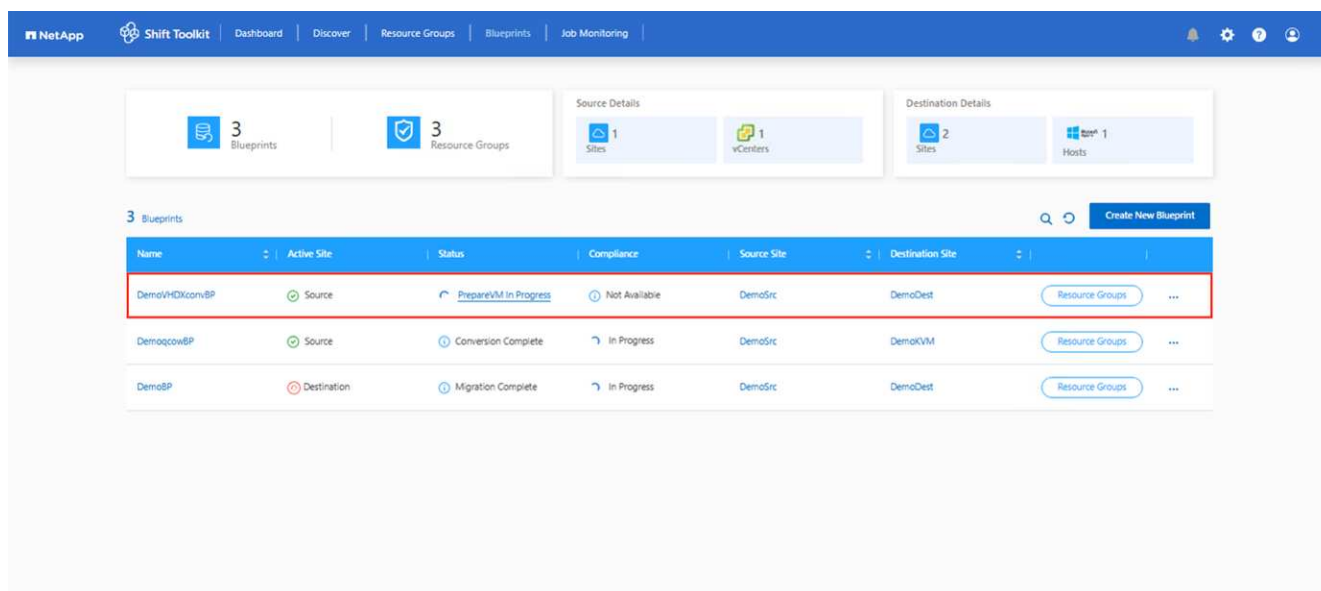 NetApp
Shift Toolkit
Dashboard
Discover
Resource Groups
Blueprints
Job Monitoring
3
Blueprints
3
Resource Groups
Source Details
1
Sites
1
vCenters
Destination Details
2
Sites
1
Hosts
3 Blueprints
Create New Blueprint
Name Active Site Status Compliance Source Site Destination Site
DemoVHDXconvBP Source PrepareVM In Progress Not Available DemoSrc DemoDest Resource Groups ...
DemoqcowBP Source Conversion Complete In Progress DemoSrc DemoKVM Resource Groups ...
DemoBP Destination Migration Complete In Progress DemoSrc DemoDest Resource Groups ...